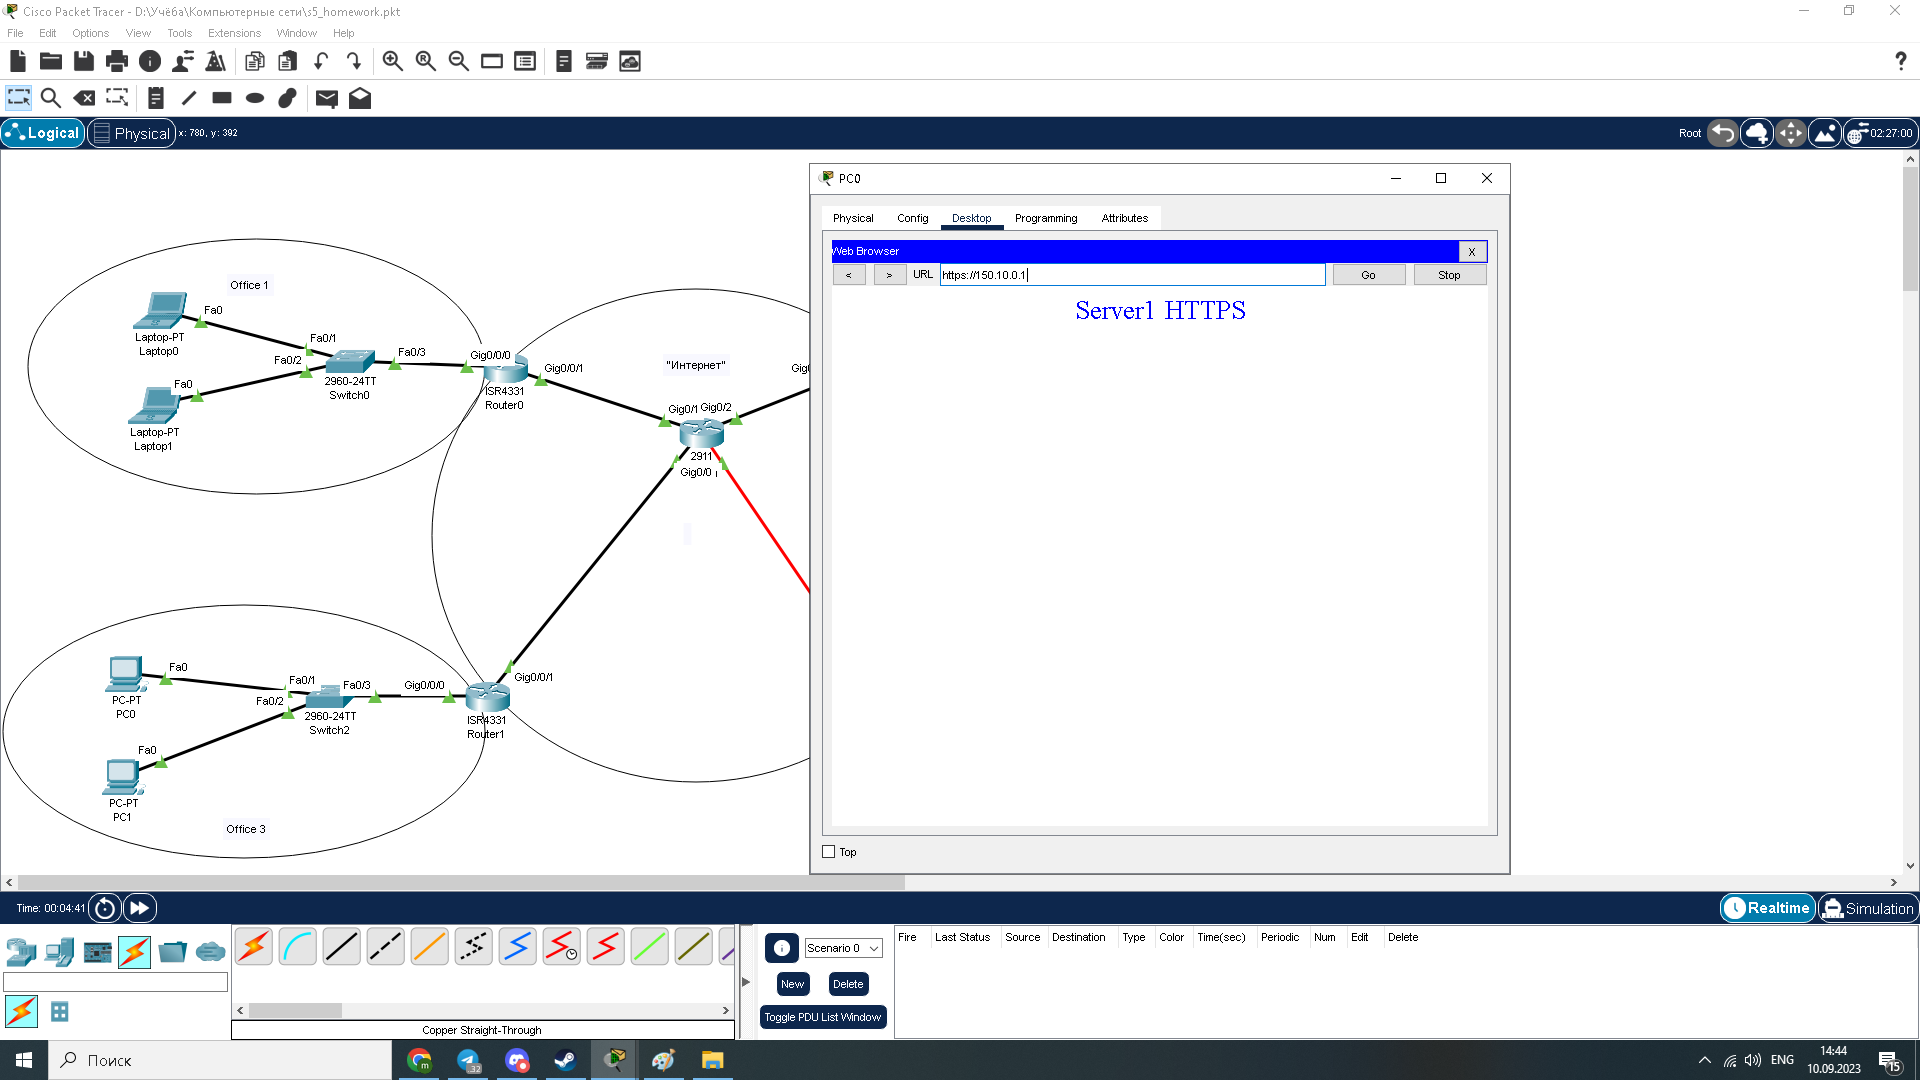 Cisco Packet Tracer - D:\Учёба\Компьютерные сети\s5_homework.pkt
File Edit Options View Tools Extensions Window Help
Logical Physical x: 780, y: 392 Root 02:27:00
PC0
Physical Config Desktop Programming Attributes
Web Browser X
< > URL https://150.10.0.1 Go Stop
Server1 HTTPS
Top
Office 1
Fa0
Laptop-PT
Laptop0
Fa0/1
Fa0/2
Fa0/3
2960-24TT
Switch0
Fa0
Laptop-PT
Laptop1
Gig0/0/0
Gig0/0/1
ISR4331
Router0
"Интернет"
Gig0/1 Gig0/2
2911
Gig0/0
Fa0
PC-PT
PC0
Fa0/1
Fa0/2
Fa0/3
2960-24TT
Switch2
Gig0/0/0
Gig0/0/1
ISR4331
Router1
Fa0
PC-PT
PC1
Office 3
Time: 00:04:41 Realtime Simulation
Scenario 0
New Delete
Toggle PDU List Window
Fire Last Status Source Destination Type Color Time(sec) Periodic Num Edit Delete
Copper Straight-Through
Поиск
32
ENG
14:44
10.09.2023
15